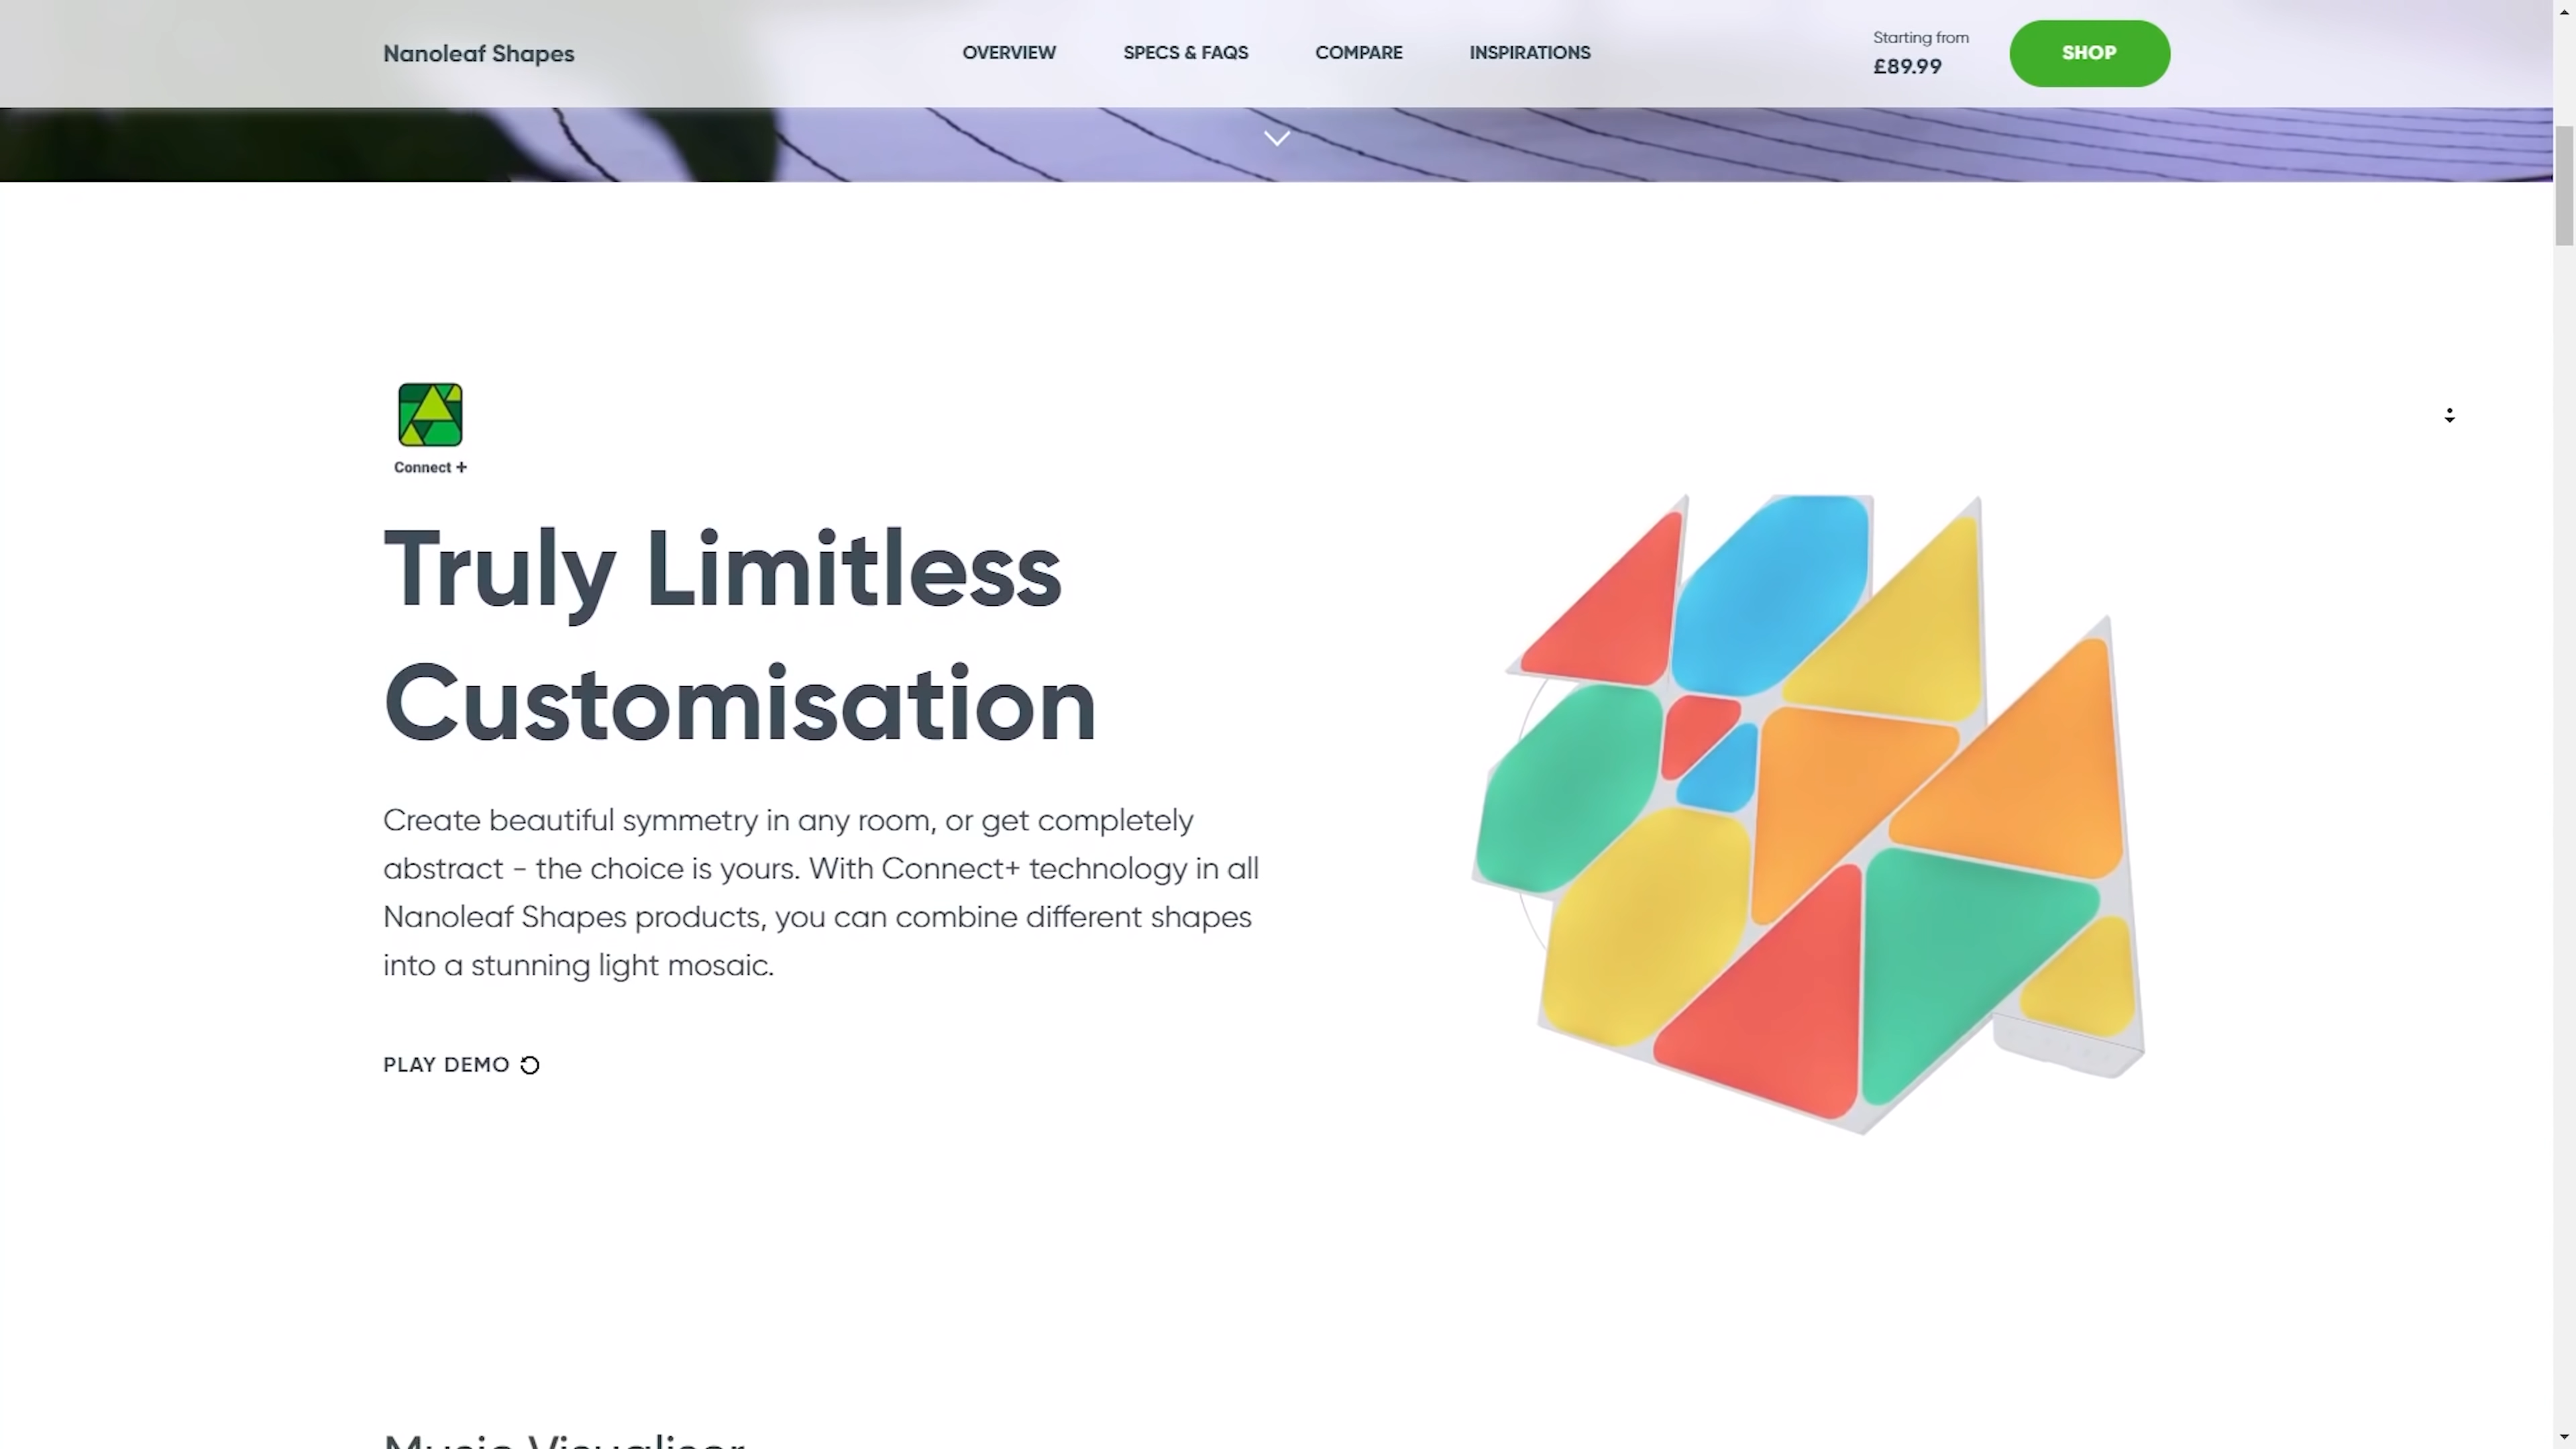 Nanoleaf Shapes
OVERVIEW
SPECS & FAQS
COMPARE
INSPIRATIONS
Starting from
£89.99
SHOP
Connect +
Truly Limitless
Customisation
Create beautiful symmetry in any room, or get completely
abstract - the choice is yours. With Connect+ technology in all
Nanoleaf Shapes products, you can combine different shapes
into a stunning light mosaic.
PLAY DEMO
Music Visualiser